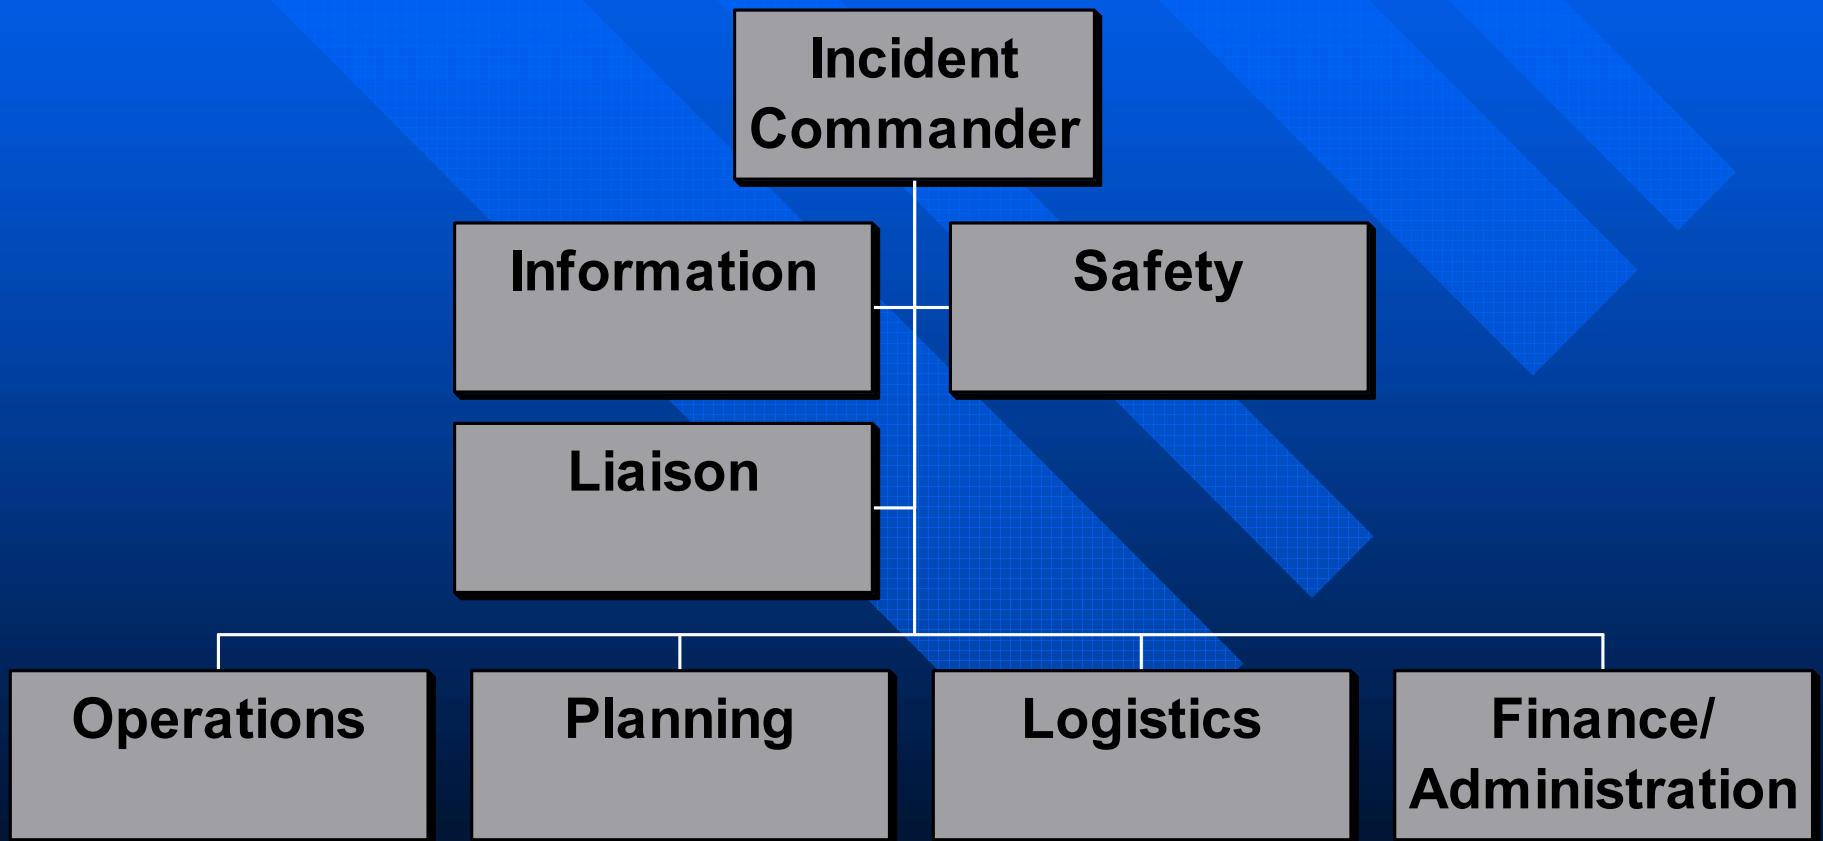 Incident
Commander
Information
Safety
Liaison
Operations
Planning
Logistics
Finance/
Administration